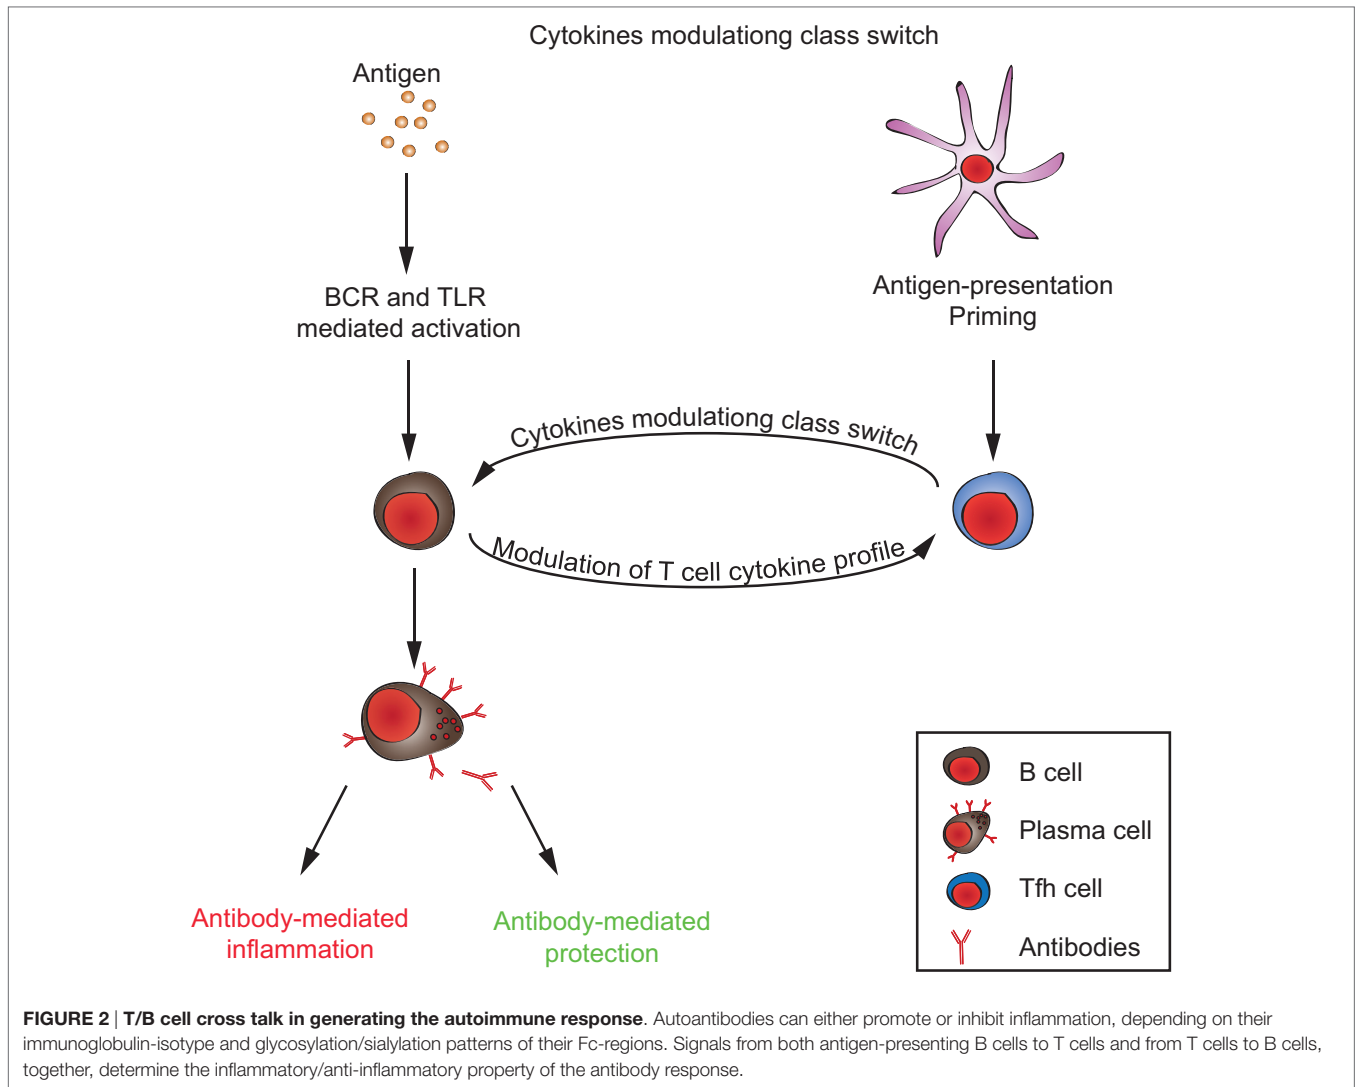 Cytokines modulationg class switch
Antigen
BCR and TLR
mediated activation
Antigen-presentation
Priming
Cytokines modulationg class switch
Modulation of T cell cytokine profile
B cell
Plasma cell
Tfh cell
Antibodies
Antibody-mediated
inflammation
Antibody-mediated
protection
FIGURE 2 | T/B cell cross talk in generating the autoimmune response. Autoantibodies can either promote or inhibit inflammation, depending on their
immunoglobulin-isotype and glycosylation/sialylation patterns of their Fc-regions. Signals from both antigen-presenting B cells to T cells and from T cells to B cells,
together, determine the inflammatory/anti-inflammatory property of the antibody response.